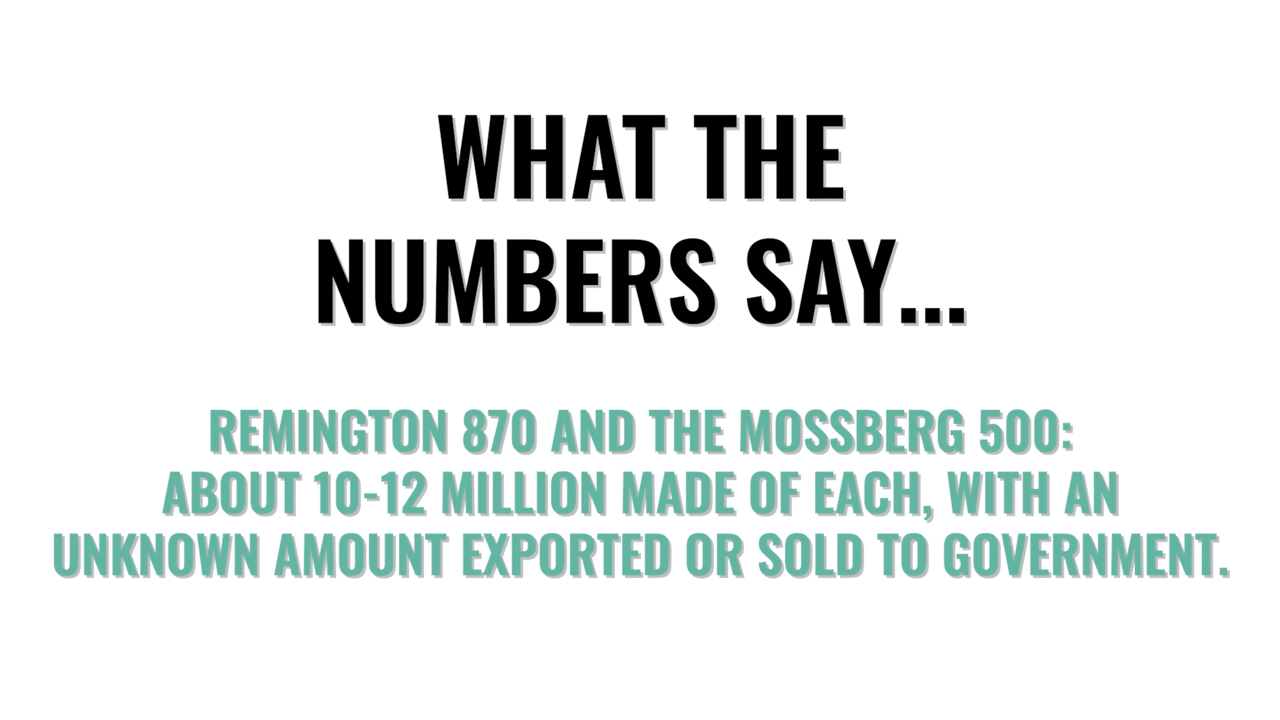 WHAT THE
NUMBERS SAY...
REMINGTON 870 AND THE MOSSBERG 500:
ABOUT 10-12 MILLION MADE OF EACH, WITH AN
UNKNOWN AMOUNT EXPORTED OR SOLD TO GOVERNMENT.